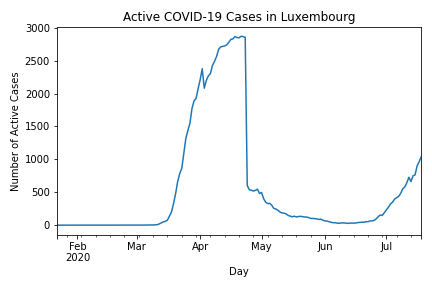 Active COVID-19 Cases in Luxembourg
Number of Active Cases
3000
2500
2000
1500
1000
500
0
Feb Mar Apr May Jun Jul
2020
Day